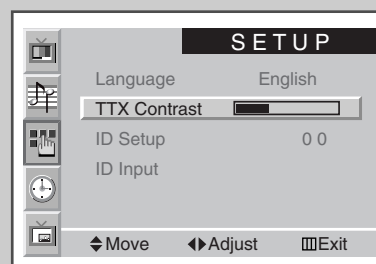 SETUP
Language English
TTX Contrast
ID Setup 0 0
ID Input
Move Adjust Exit